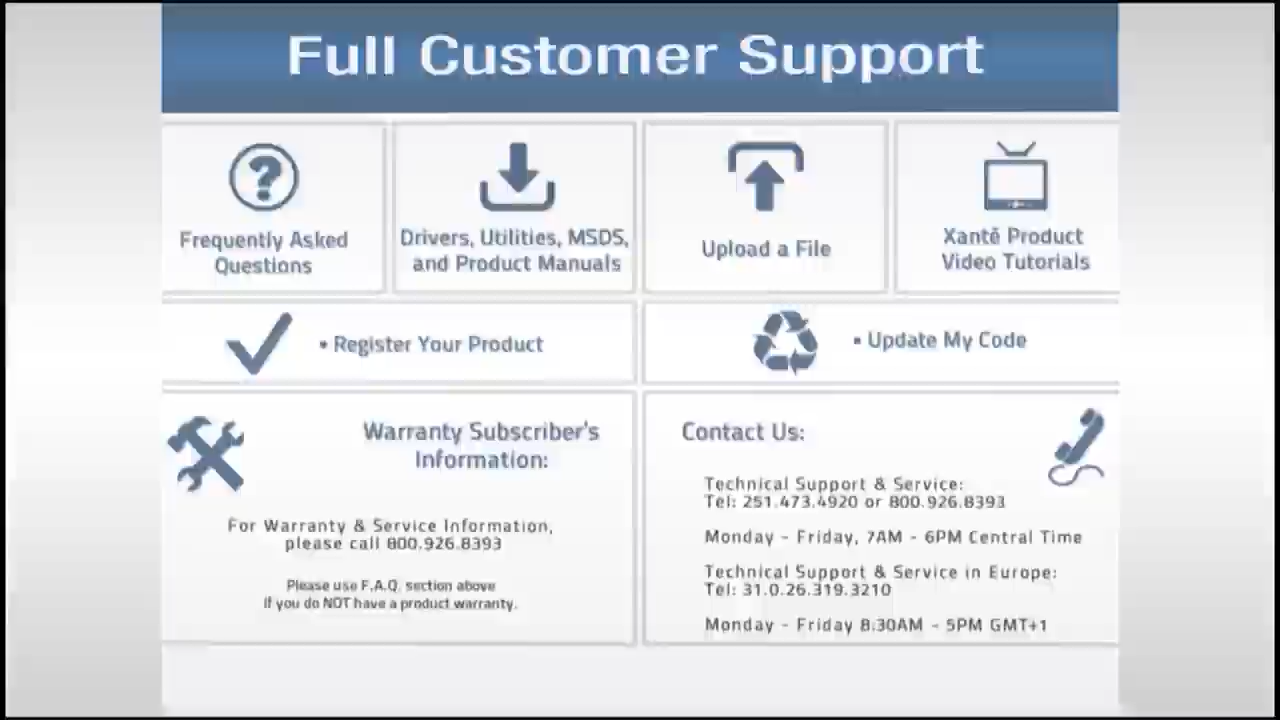 Full Customer Support
Frequently Asked
Questions
Drivers, Utilities, MSDS,
and Product Manuals
Upload a File
Xanté Product
Video Tutorials
• Register Your Product
• Update My Code
Warranty Subscriber's
Information:
For Warranty & Service Information,
please call 800.926.8393
Please use F.A.Q. section above
if you do NOT have a product warranty.
Contact Us:
Technical Support & Service:
Tel: 251.473.4920 or 800.926.8393
Monday - Friday, 7AM - 6PM Central Time
Technical Support & Service in Europe:
Tel: 31.0.26.319.3210
Monday - Friday 8:30AM - 5PM GMT+1